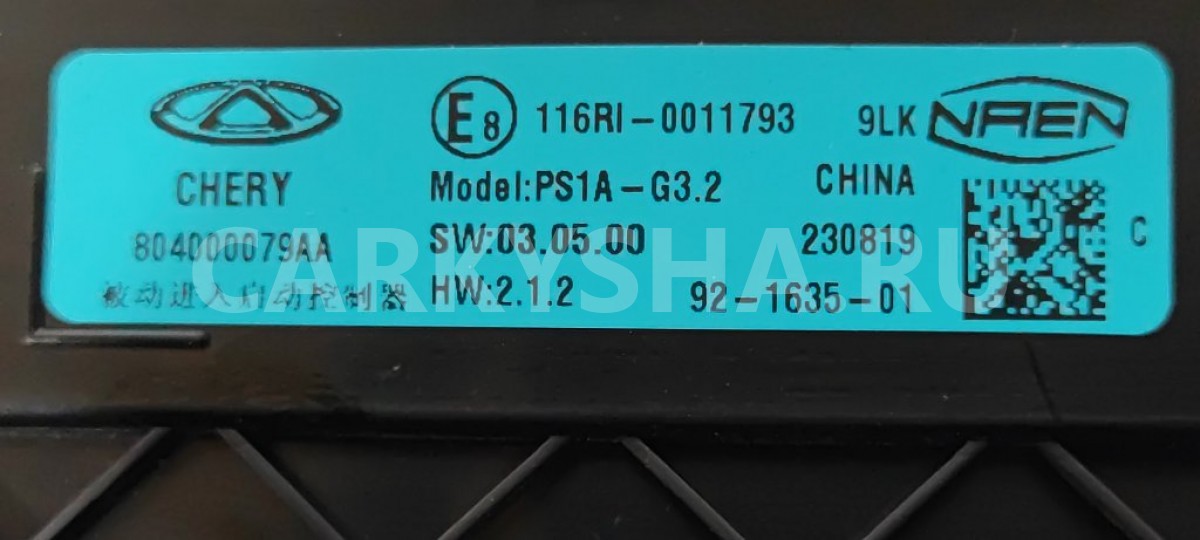 CHERY
804000079AA
被动进入启动控制器
E8 116RI-0011793
Model:PS1A-G3.2
SW:03.05.00
HW:2.1.2
9LK NAEN
CHINA
230819
92-1635-01
C
CARKYSHA.RU